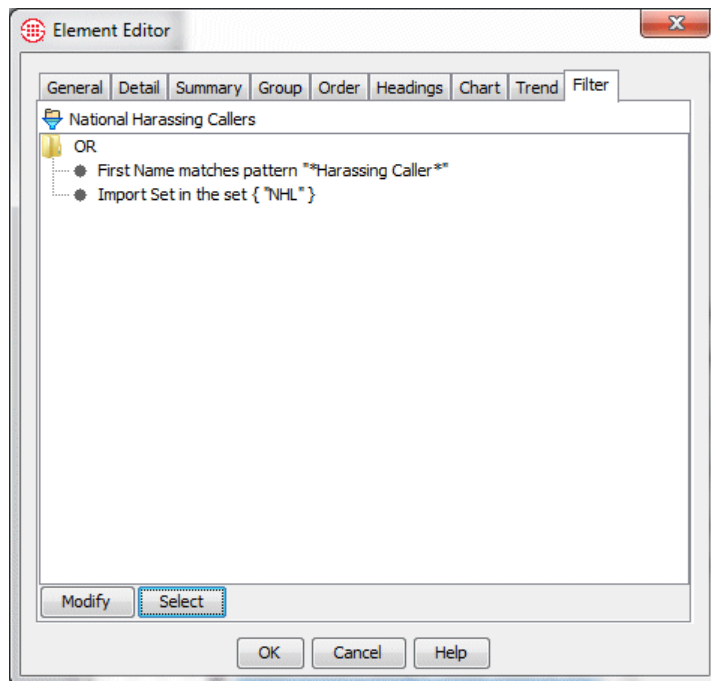 Element Editor
General Detail Summary Group Order Headings Chart Trend Filter
National Harassing Callers
OR
First Name matches pattern "*Harassing Caller*"
Import Set in the set { "NHL" }
Modify Select
OK Cancel Help